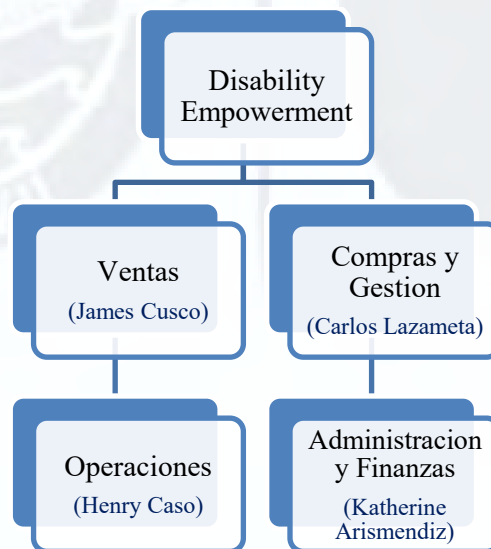 Disability
Empowerment
Ventas
(James Cusco)
Compras y
Gestion
(Carlos Lazameta)
Operaciones
(Henry Caso)
Administracion
y Finanzas
(Katherine
Arismendiz)